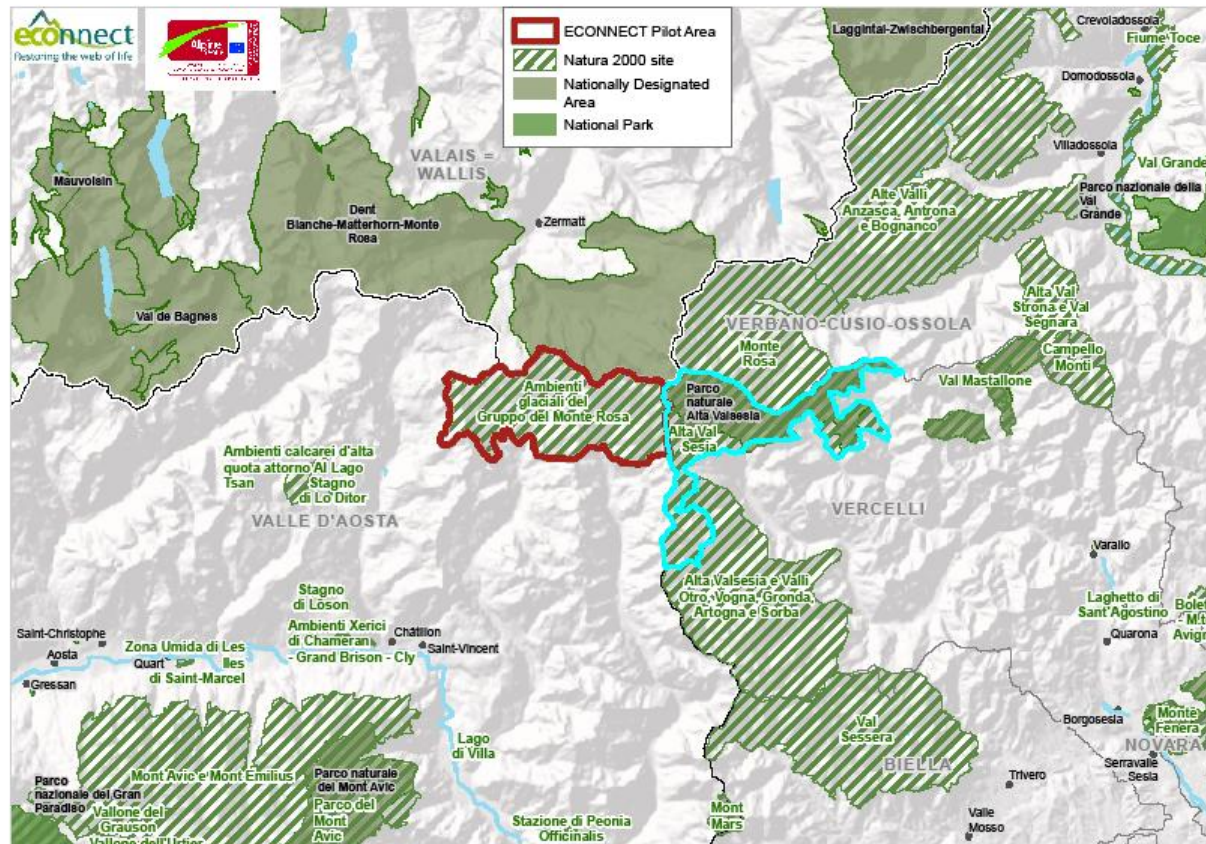 econnect
Restoring the web of life
Alpine
ECONNECT Pilot Area
Natura 2000 site
Nationally Designated
Area
National Park
Laggintal-Zwischbergental
Crevoladossola
Fiume Toce
Domodossola
Villadossola
Val Grande
Parco nazionale della
Val
Grande
VALAIS =
WALLIS
Mauvoisin
Dent
Blanche-Matterhorn-Monte
Rosa
Zermatt
Val de Bagnes
Alte Valli
Anzasca, Antrona
e Bognanco
VERBANO-CUSIO-OSSOLA
Monte
Rosa
Alta Val
Strona e Val
Segnara
Campello
Monti
Val Mastallone
Ambienti
glaciali del
Gruppo del Monte Rosa
Parco
naturale
Alta Valsesia
Alta Val
Sesia
Ambienti calcarei d'alta
quota attorno Al Lago
Tsan
Stagno
di Lo Ditor
VALLE D'AOSTA
VERCELLI
Varallo
Laghetto di
Sant'Agostino
Quarona
Alta Valsesia e Valli
Otro, Vogna, Gronda,
Artogna e Sorba
Stagno
di Loson
Ambienti Xerici
di Chameran
- Grand Brison - Cly
Châtillon
Saint-Vincent
Saint-Christophe
Aosta
Quart
Gressan
Zona Umida di Les
Iles
di Saint-Marcel
Borgosesia
Monte
Fenera
NOVARA
Serravalle
Sesia
Val
Sessera
BIELLA
Trivero
Valle
Mosso
Lago
di Villa
Mont Avic e Mont Emilius
Parco naturale
del Mont Avic
Parco
nazionale del Gran
Paradiso
Vallone del
Grauson
Vallone dell'Urtier
Parco del
Mont
Avic
Stazione di Peonia
Officinalis
Mont
Mars